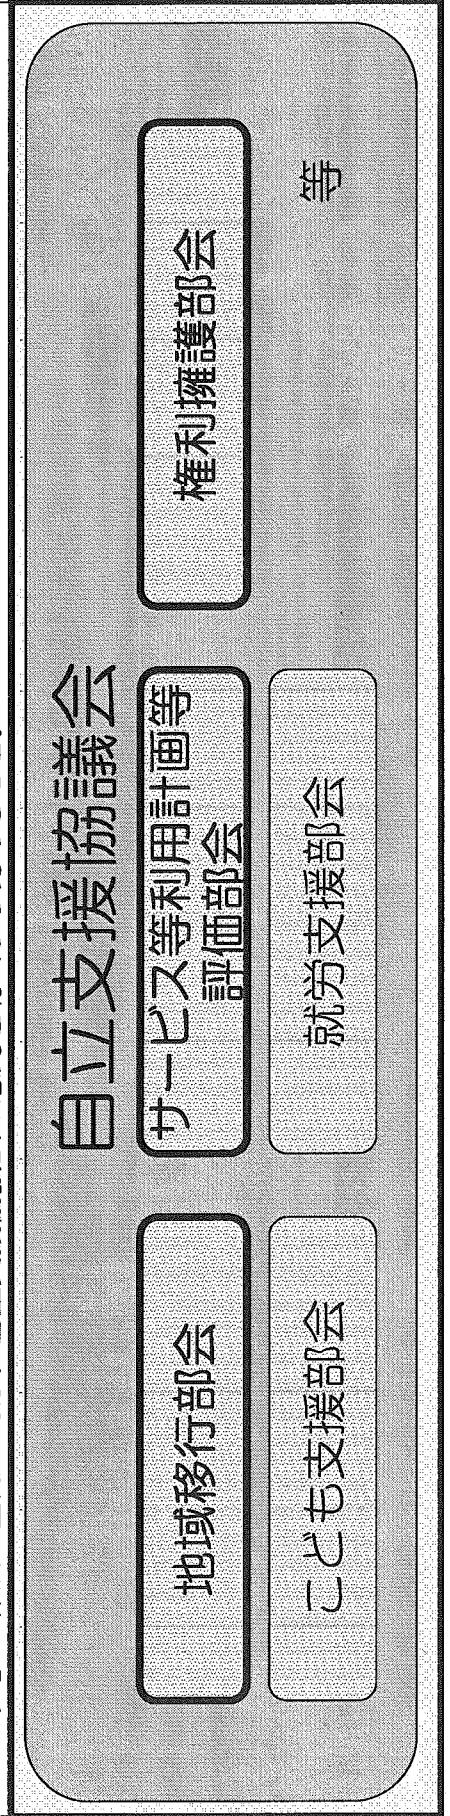 自立支援協議会
地域移行部会
サービス等利用計画等
評価部会
権利擁護部会
こども支援部会
就労支援部会
等